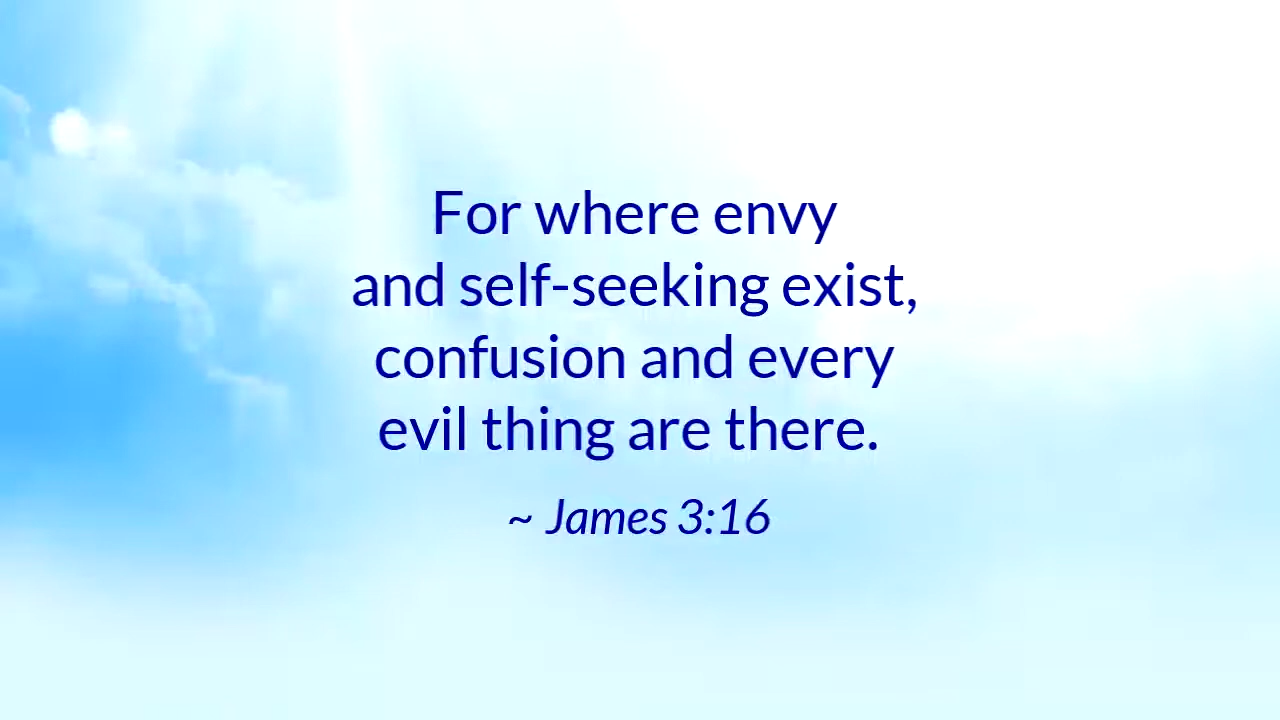 For where envy
and self-seeking exist,
confusion and every
evil thing are there.
~ James 3:16